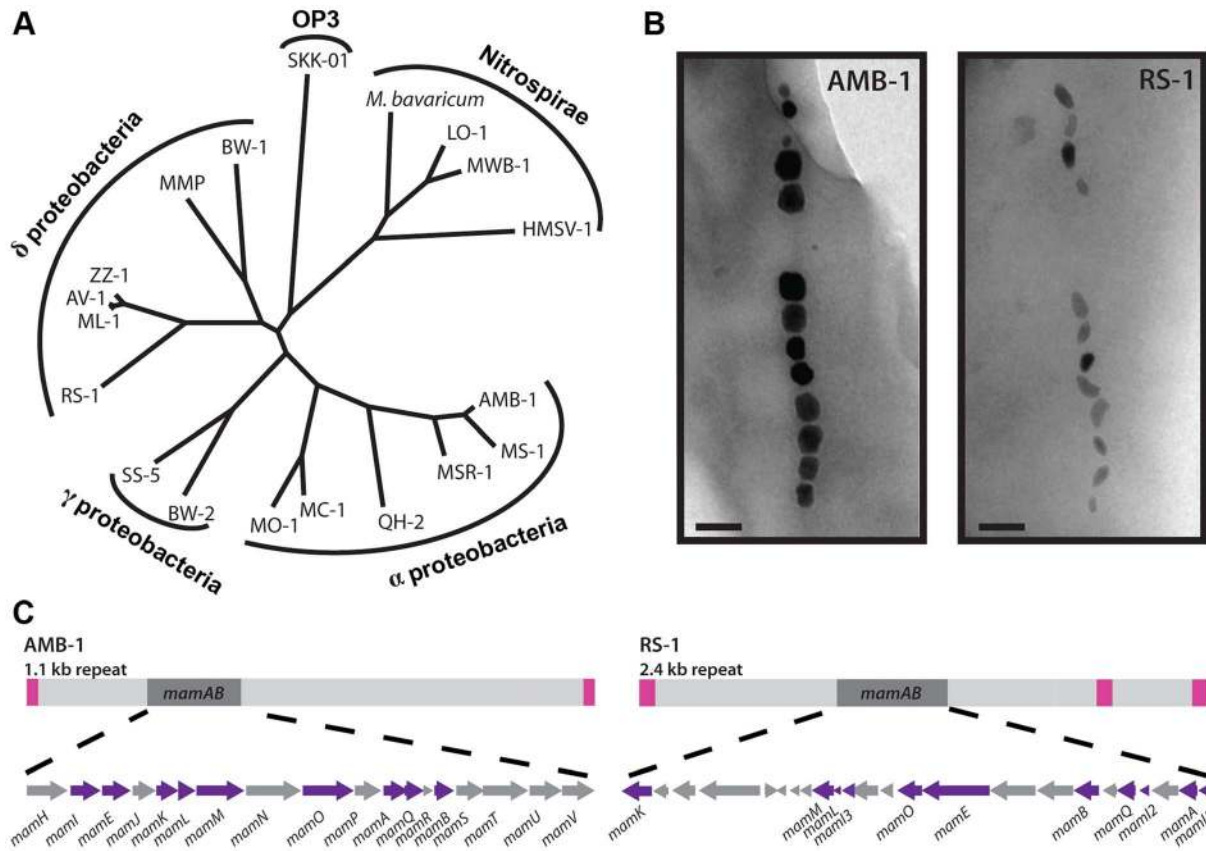 A
OP3
SKK-01
Nitrospirae
M. bavaricum
LO-1
MWB-1
HMSV-1
δ proteobacteria
BW-1
MMP
ZZ-1
AV-1
ML-1
RS-1
AMB-1
MS-1
MSR-1
QH-2
MC-1
MO-1
α proteobacteria
SS-5
BW-2
γ proteobacteria
B
AMB-1
RS-1
C
AMB-1
1.1 kb repeat
mamAB
mamH
mamI
mamE
mamJ
mamK
mamL
mamM
mamN
mamO
mamP
mamA
mamQ
mamR
mamB
mamS
mamT
mamU
mamV
RS-1
2.4 kb repeat
mamAB
mamK
mamM
mamL
mamI3
mamO
mamE
mamB
mamQ
mamI2
mamA